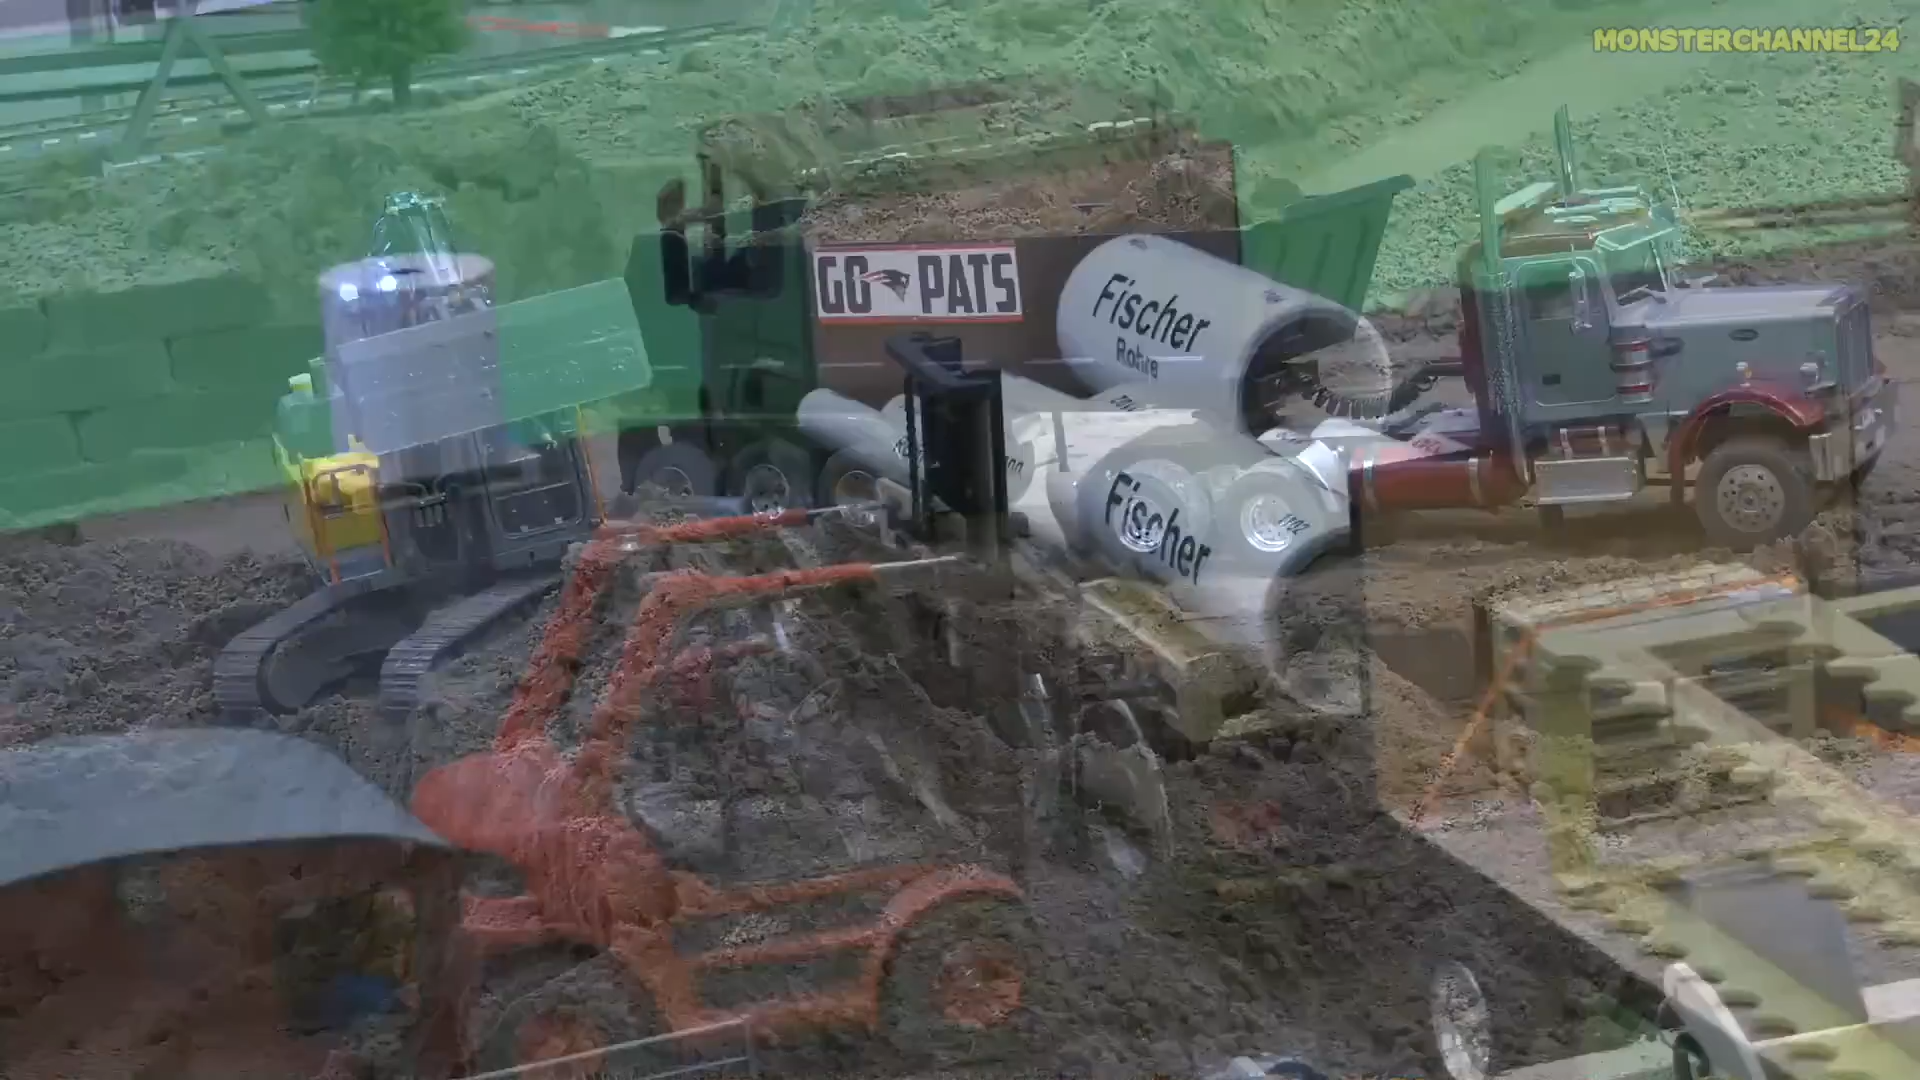 MONSTERCHANNEL24
GO PATS
Fischer
Rohre
Fischer